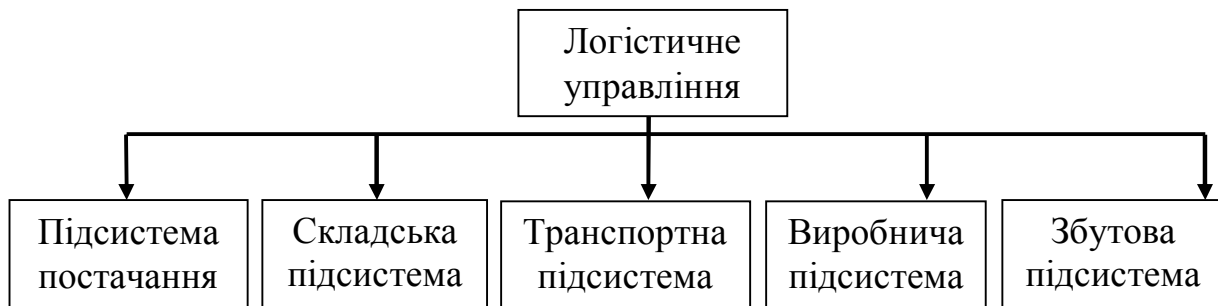 Логістичне
управління
Підсистема
постачання
Складська
підсистема
Транспортна
підсистема
Виробнича
підсистема
Збутова
підсистема